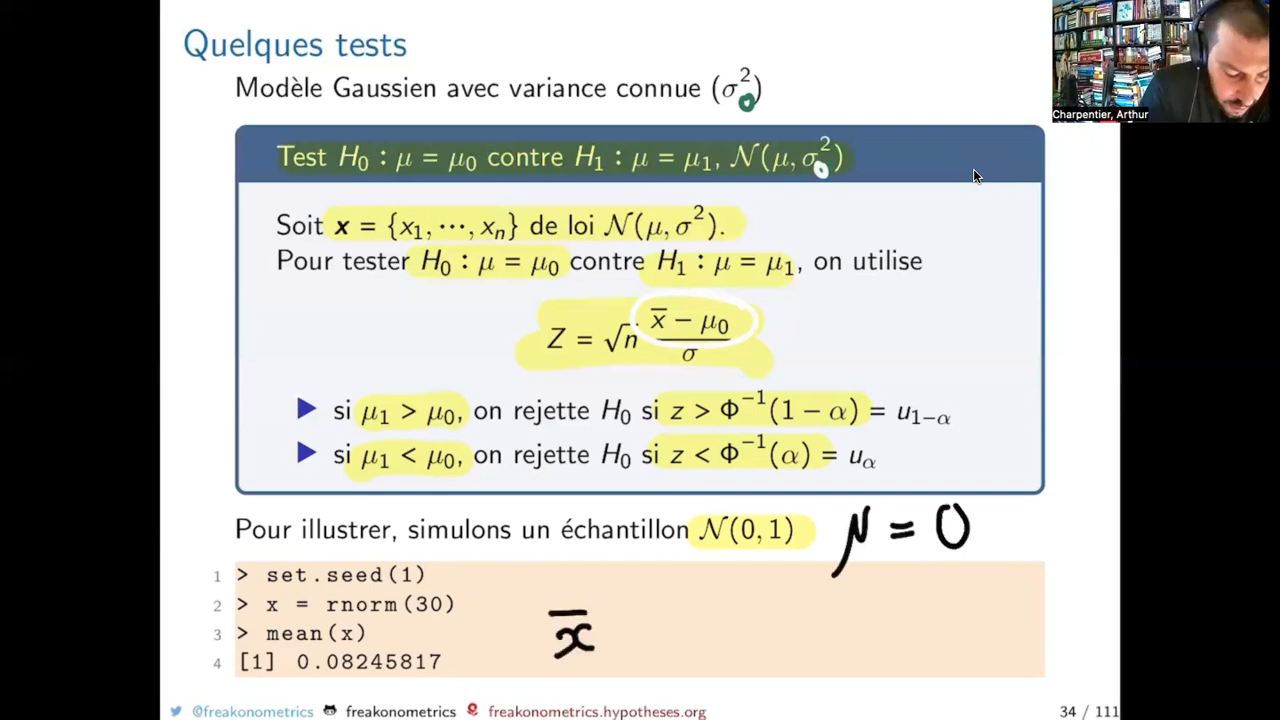 Quelques tests
Modèle Gaussien avec variance connue (σ²₀)
Charpentier, Arthur
Test H₀ : μ = μ₀ contre H₁ : μ = μ₁, N(μ, σ²₀)
Soit x = {x₁, ⋯, xₙ} de loi N(μ, σ²).
Pour tester H₀ : μ = μ₀ contre H₁ : μ = μ₁, on utilise
Z = √n (x̄ − μ₀)/σ
▶ si μ₁ > μ₀, on rejette H₀ si z > Φ⁻¹(1 − α) = u₁₋α
▶ si μ₁ < μ₀, on rejette H₀ si z < Φ⁻¹(α) = uα
Pour illustrer, simulons un échantillon N(0, 1) μ = 0
1 > set.seed(1)
2 > x = rnorm(30)
3 > mean(x) x̄
4 [1] 0.08245817
@freakonometrics freakonometrics freakonometrics.hypotheses.org 34 / 111